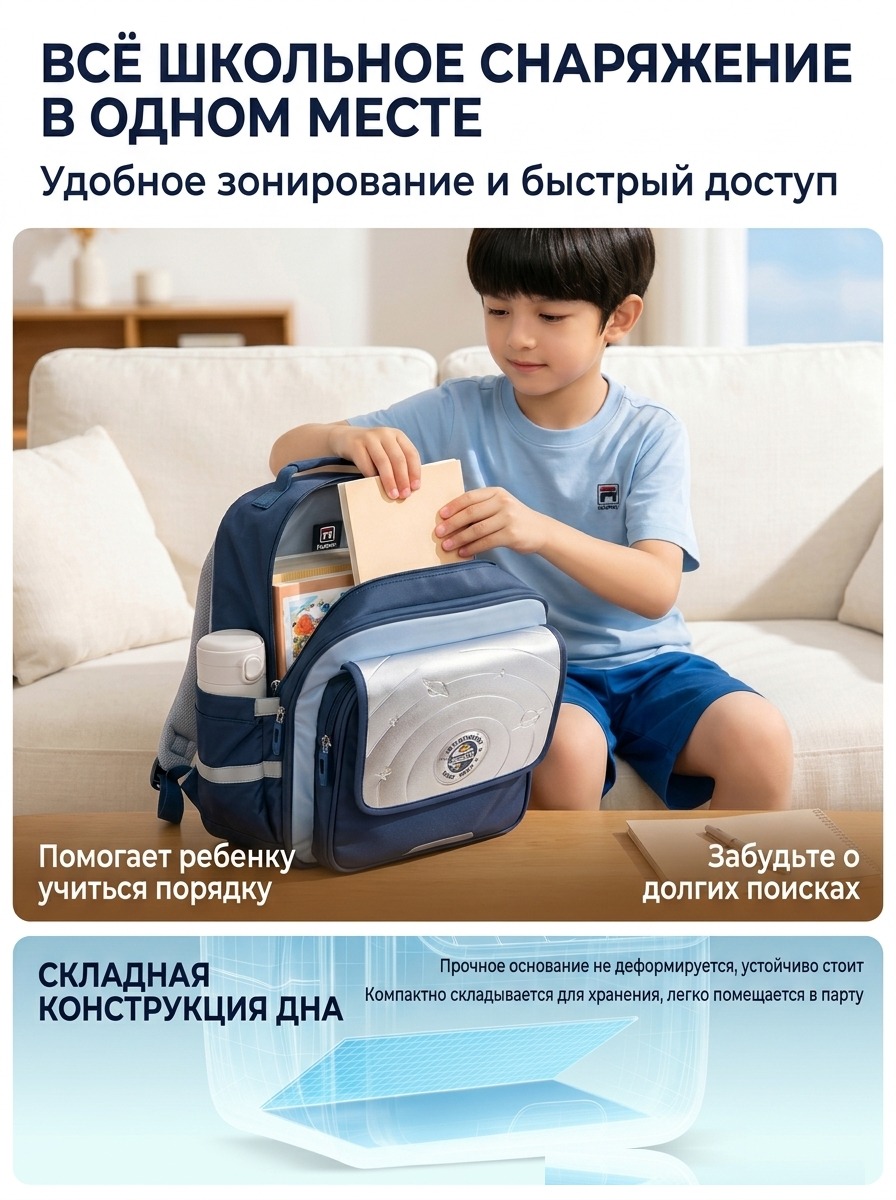 ВСЁ ШКОЛЬНОЕ СНАРЯЖЕНИЕ
В ОДНОМ МЕСТЕ
Удобное зонирование и быстрый доступ
Помогает ребенку
учиться порядку
Забудьте о
долгих поисках
СКЛАДНАЯ
КОНСТРУКЦИЯ ДНА
Прочное основание не деформируется, устойчиво стоит
Компактно складывается для хранения, легко помещается в парту